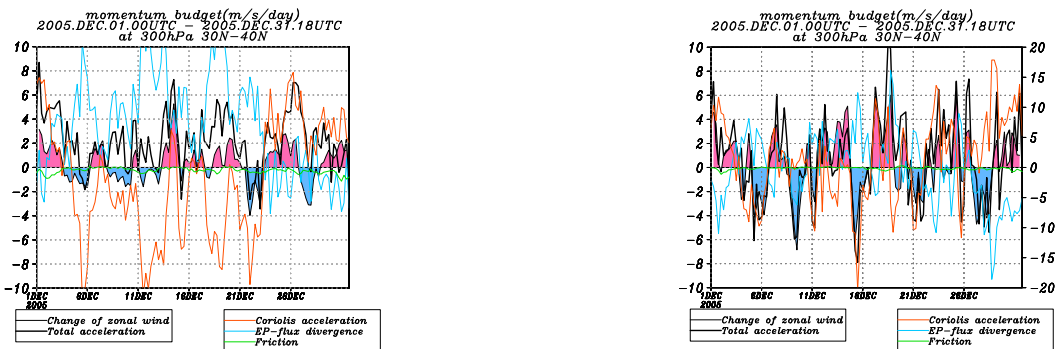 momentum budget(m/s/day)
2005.DEC.01.00UTC - 2005.DEC.31.18UTC
at 300hPa 30N-40N
10
8
6
4
2
0
-2
-4
-6
-8
-10
1DEC
2005
6DEC
11DEC
16DEC
21DEC
26DEC
Change of zonal wind
Total acceleration
Coriolis acceleration
EP-flux divergence
Friction
momentum budget(m/s/day)
2005.DEC.01.00UTC - 2005.DEC.31.18UTC
at 300hPa 30N-40N
10
8
6
4
2
0
-2
-4
-6
-8
-10
20
15
10
5
0
-5
-10
-15
-20
1DEC
2005
6DEC
11DEC
16DEC
21DEC
26DEC
Change of zonal wind
Total acceleration
Coriolis acceleration
EP-flux divergence
Friction